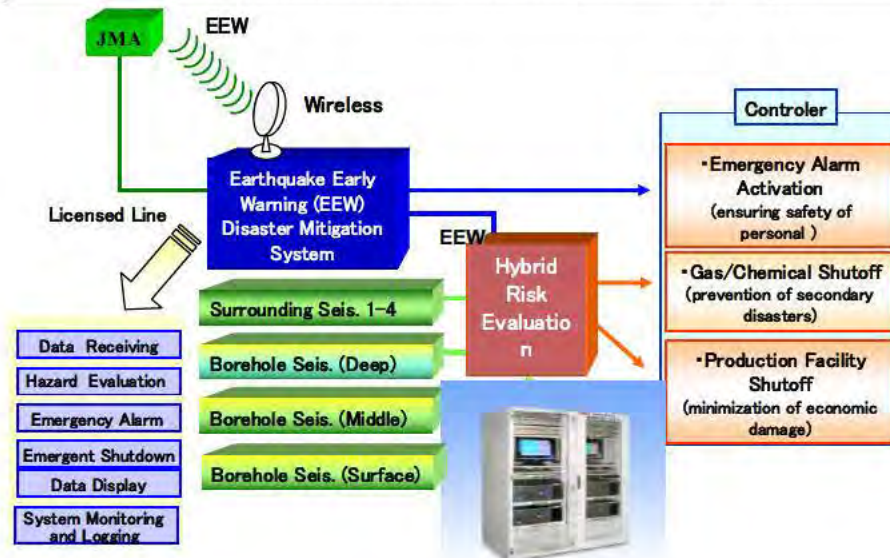 JMA
EEW
Wireless
Licensed Line
Earthquake Early
Warning (EEW)
Disaster Mitigation
System
EEW
Hybrid
Risk
Evaluatio
n
Surrounding Seis. 1-4
Borehole Seis. (Deep)
Borehole Seis. (Middle)
Borehole Seis. (Surface)
Data Receiving
Hazard Evaluation
Emergency Alarm
Emergent Shutdown
Data Display
System Monitoring
and Logging
Controler
・Emergency Alarm
Activation
(ensuring safety of
personal )
・Gas/Chemical Shutoff
(prevention of secondary
disasters)
・Production Facility
Shutoff
(minimization of economic
damage)